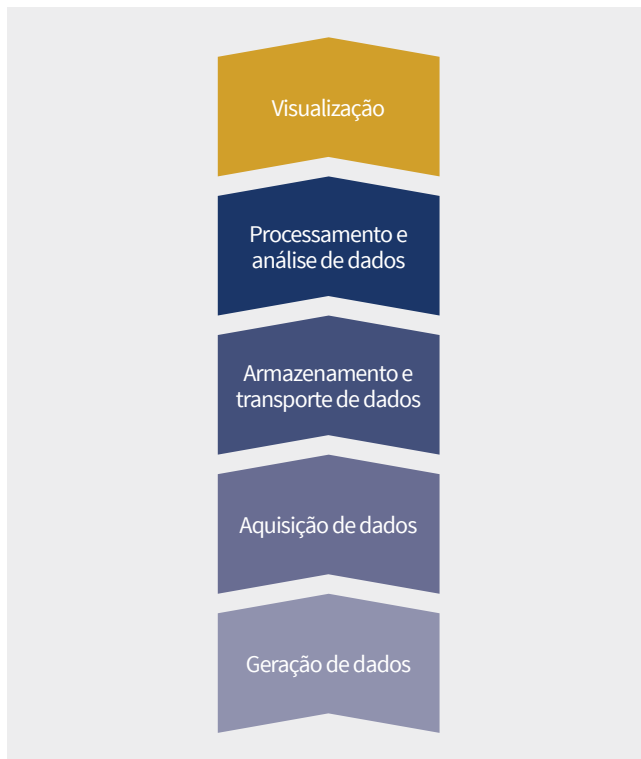 Visualização
Processamento e
análise de dados
Armazenamento e
transporte de dados
Aquisição de dados
Geração de dados